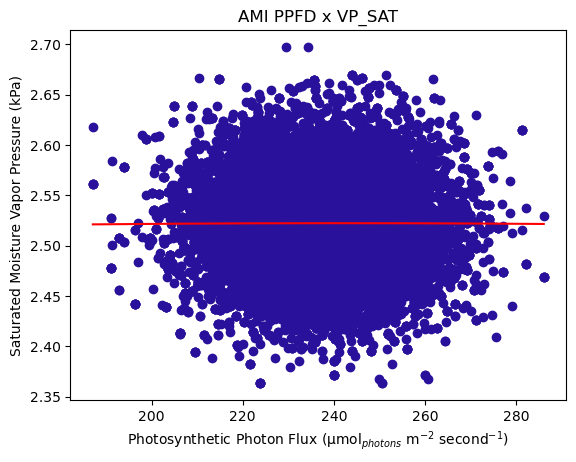 AMI PPFD x VP_SAT
Saturated Moisture Vapor Pressure (kPa)
2.70
2.65
2.60
2.55
2.50
2.45
2.40
2.35
200 220 240 260 280
Photosynthetic Photon Flux (μmol_photons m⁻² second⁻¹)